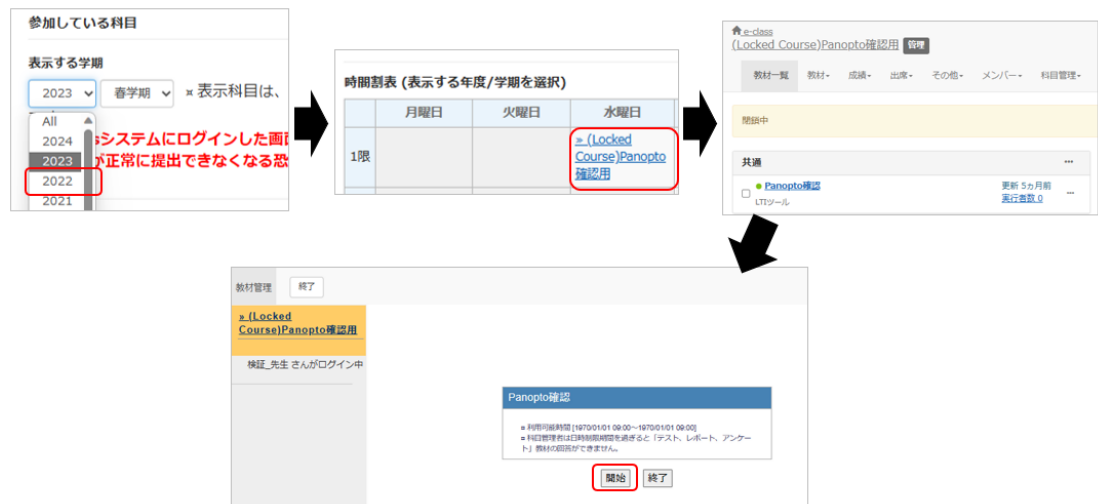 参加している科目
表示する学期
2023
春学期
※表示科目は、
All
2024
2023
2022
2021
sシステムにログインした画面
が正常に提出できなくなる恐
時間割表 (表示する年度/学期を選択)
月曜日
火曜日
水曜日
1限
» (Locked
Course)Panopto
確認用
e-class
(Locked Course)Panopto確認用 管理
教材一覧
教材
成績
出席
その他
メンバー
科目管理
閉鎖中
共通
...
Panopto確認
LTIツール
更新 5カ月前
実行者数 0
...
教材管理
終了
» (Locked
Course)Panopto確認用
検証_先生 さんがログイン中
Panopto確認
利用可能時間 [1970/01/01 09:00～1970/01/01 09:00]
科目管理者は日時制限期間を過ぎると「テスト、レポート、アンケー
ト」教材の回答ができません。
開始
終了